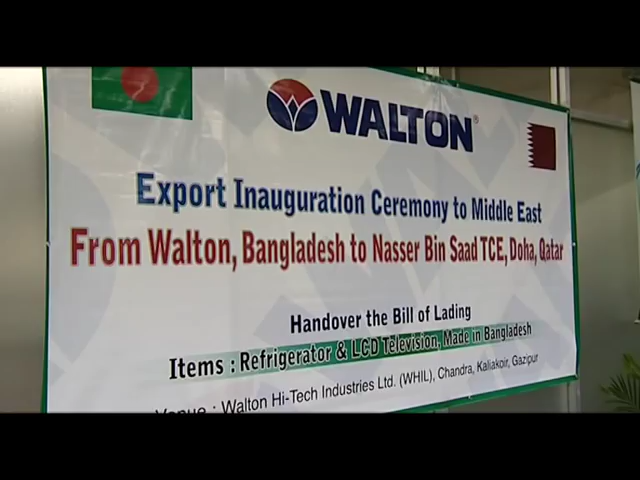 WALTON®
Export Inauguration Ceremony to Middle East
From Walton, Bangladesh to Nasser Bin Saad TCE, Doha, Qatar
Handover the Bill of Lading
Items : Refrigerator & LCD Television, Made in Bangladesh
Venue : Walton Hi-Tech Industries Ltd. (WHIL), Chandra, Kaliakoir, Gazipur